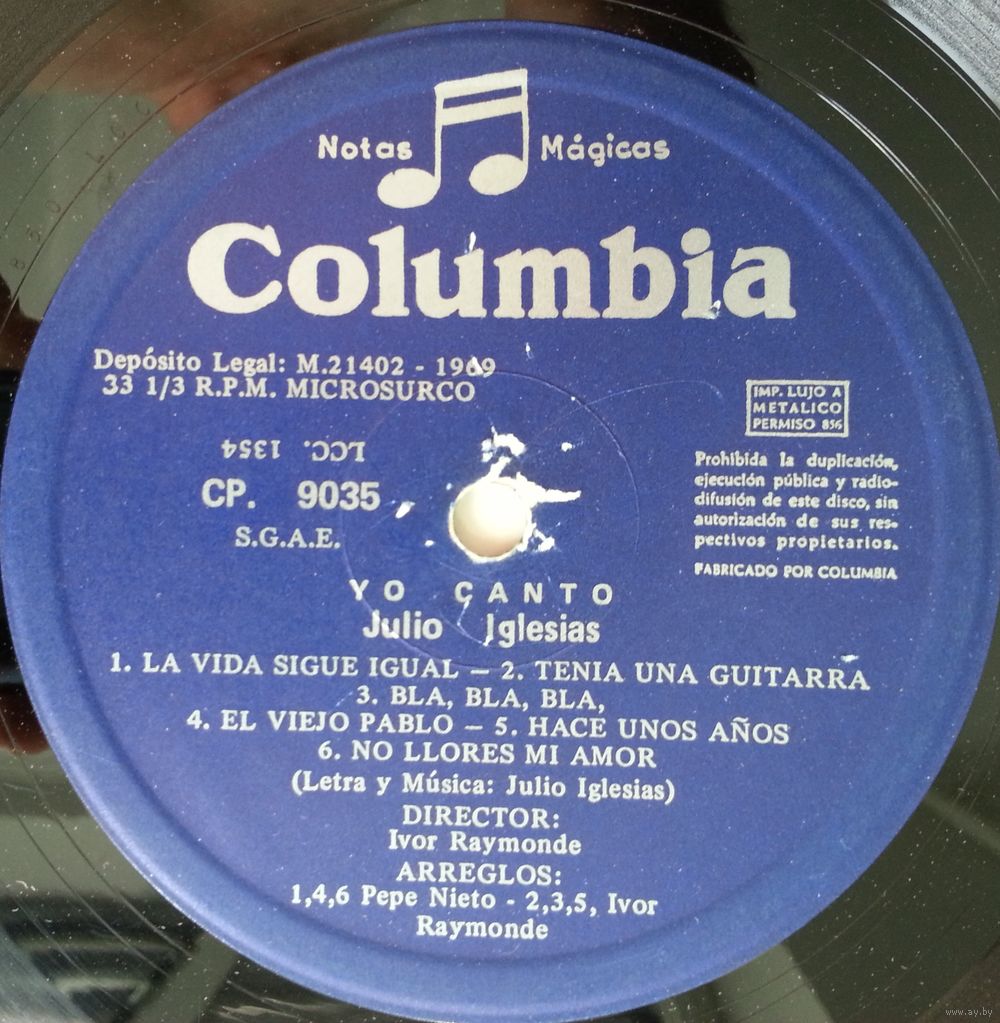 Notas Mágicas
Columbia
Depósito Legal: M.21402 - 1969
33 1/3 R.P.M. MICROSURCO
LCC. 1354
CP. 9035
S.G.A.E.
IMP. LUJO A
METALICO
PERMISO 856
Prohibida la duplicación,
ejecución pública y radio-
difusión de este disco, sin
autorización de sus res-
pectivos propietarios.
FABRICADO POR COLUMBIA
YO CANTO
Julio Iglesias
1. LA VIDA SIGUE IGUAL – 2. TENIA UNA GUITARRA
3. BLA, BLA, BLA,
4. EL VIEJO PABLO – 5. HACE UNOS AÑOS
6. NO LLORES MI AMOR
(Letra y Música: Julio Iglesias)
DIRECTOR:
Ivor Raymonde
ARREGLOS:
1,4,6 Pepe Nieto - 2,3,5, Ivor
Raymonde
www.ay.by